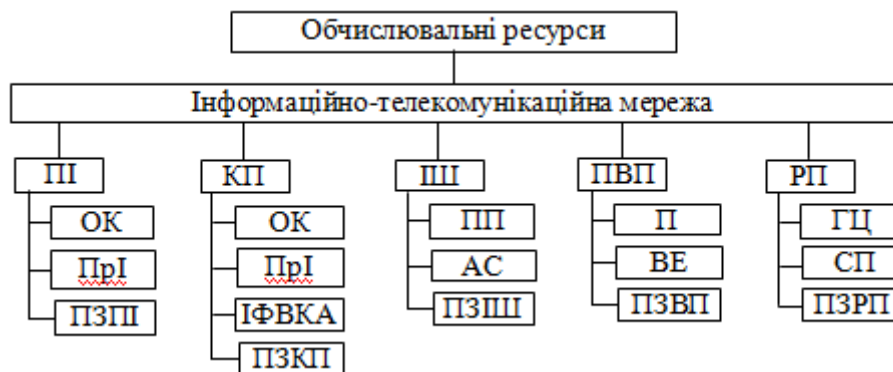 Обчислювальні ресурси
Інформаційно-телекомунікаційна мережа
ПІ
ОК
ПрІ
ПЗПІ
КП
ОК
ПрІ
ІФВКА
ПЗКП
ІШ
ПП
АС
ПЗІШ
ПВП
П
ВЕ
ПЗВП
РП
ГЦ
СП
ПЗРП